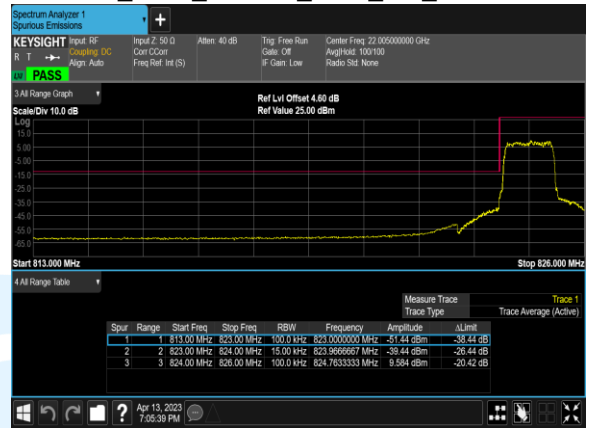 Spectrum Analyzer 1
Spurious Emissions
KEYSIGHT Input: RF Input Z: 50 Ω Atten: 40 dB Trig: Free Run Center Freq: 22.005000000 GHz
R T Coupling: DC Corr CCorr Gate: Off Avg|Hold: 100/100
Align: Auto Freq Ref: Int (S) IF Gain: Low Radio Std: None
PASS
3 All Range Graph
Ref Lvl Offset 4.60 dB
Scale/Div 10.0 dB Ref Value 25.00 dBm
Log
15.0
5.00
-5.00
-15.0
-25.0
-35.0
-45.0
-55.0
-65.0
Start 813.000 MHz Stop 826.000 MHz
4 All Range Table
Measure Trace Trace 1
Trace Type Trace Average (Active)
Spur Range Start Freq Stop Freq RBW Frequency Amplitude ΔLimit
1 1 813.00 MHz 823.00 MHz 100.0 kHz 823.0000000 MHz -51.44 dBm -38.44 dB
2 2 823.00 MHz 824.00 MHz 15.00 kHz 823.9666667 MHz -39.44 dBm -26.44 dB
3 3 824.00 MHz 826.00 MHz 100.0 kHz 824.7633333 MHz 9.584 dBm -20.42 dB
Apr 13, 2023
7:05:39 PM